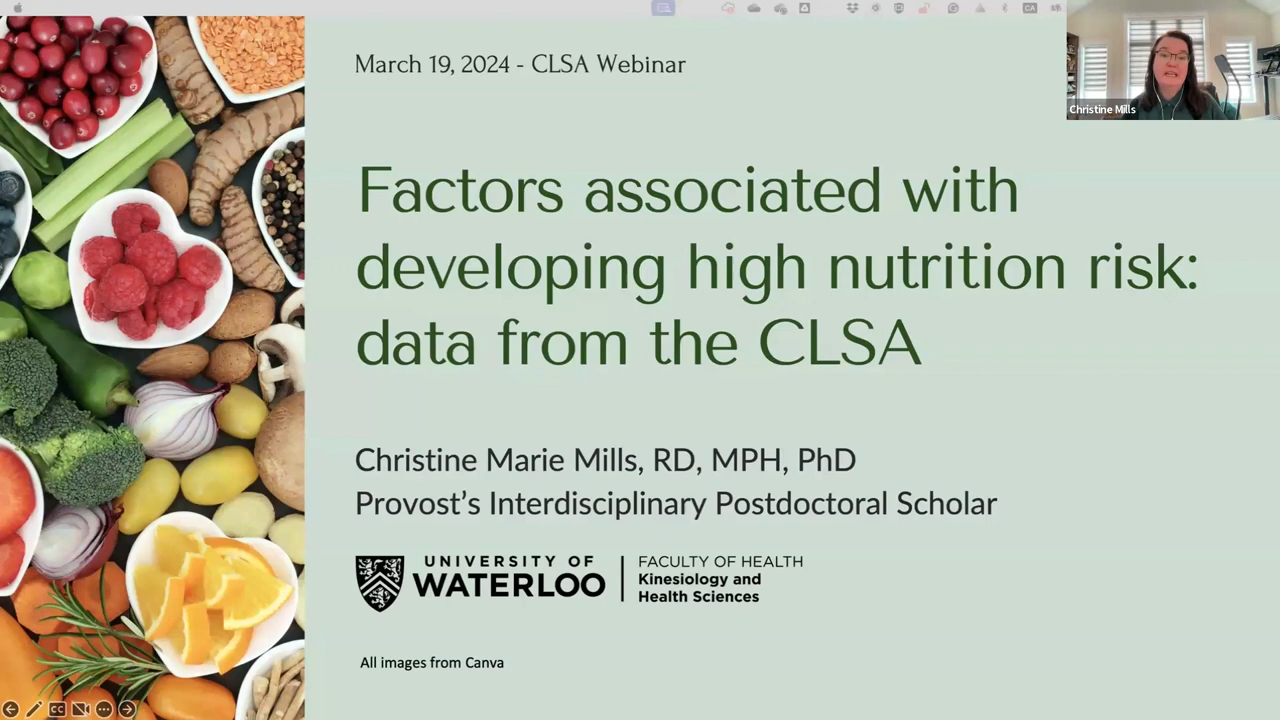 March 19, 2024 - CLSA Webinar
Christine Mills
Factors associated with
developing high nutrition risk:
data from the CLSA
Christine Marie Mills, RD, MPH, PhD
Provost's Interdisciplinary Postdoctoral Scholar
UNIVERSITY OF
WATERLOO
FACULTY OF HEALTH
Kinesiology and
Health Sciences
All images from Canva
CC
CA